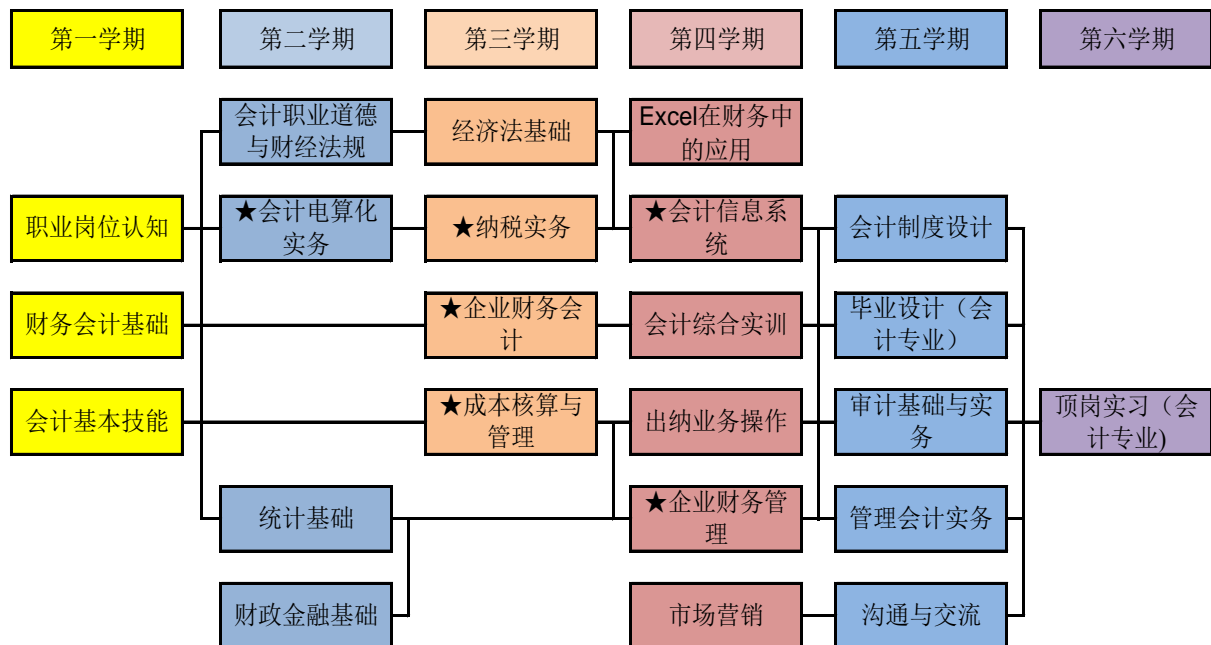 第一学期
第二学期
第三学期
第四学期
第五学期
第六学期
会计职业道德
与财经法规
经济法基础
Excel在财务中
的应用
职业岗位认知
★会计电算化
实务
★纳税实务
★会计信息系
统
会计制度设计
财务会计基础
★企业财务会
计
会计综合实训
毕业设计（会
计专业）
会计基本技能
★成本核算与
管理
出纳业务操作
审计基础与实
务
顶岗实习（会
计专业)
统计基础
★企业财务管
理
管理会计实务
财政金融基础
市场营销
沟通与交流